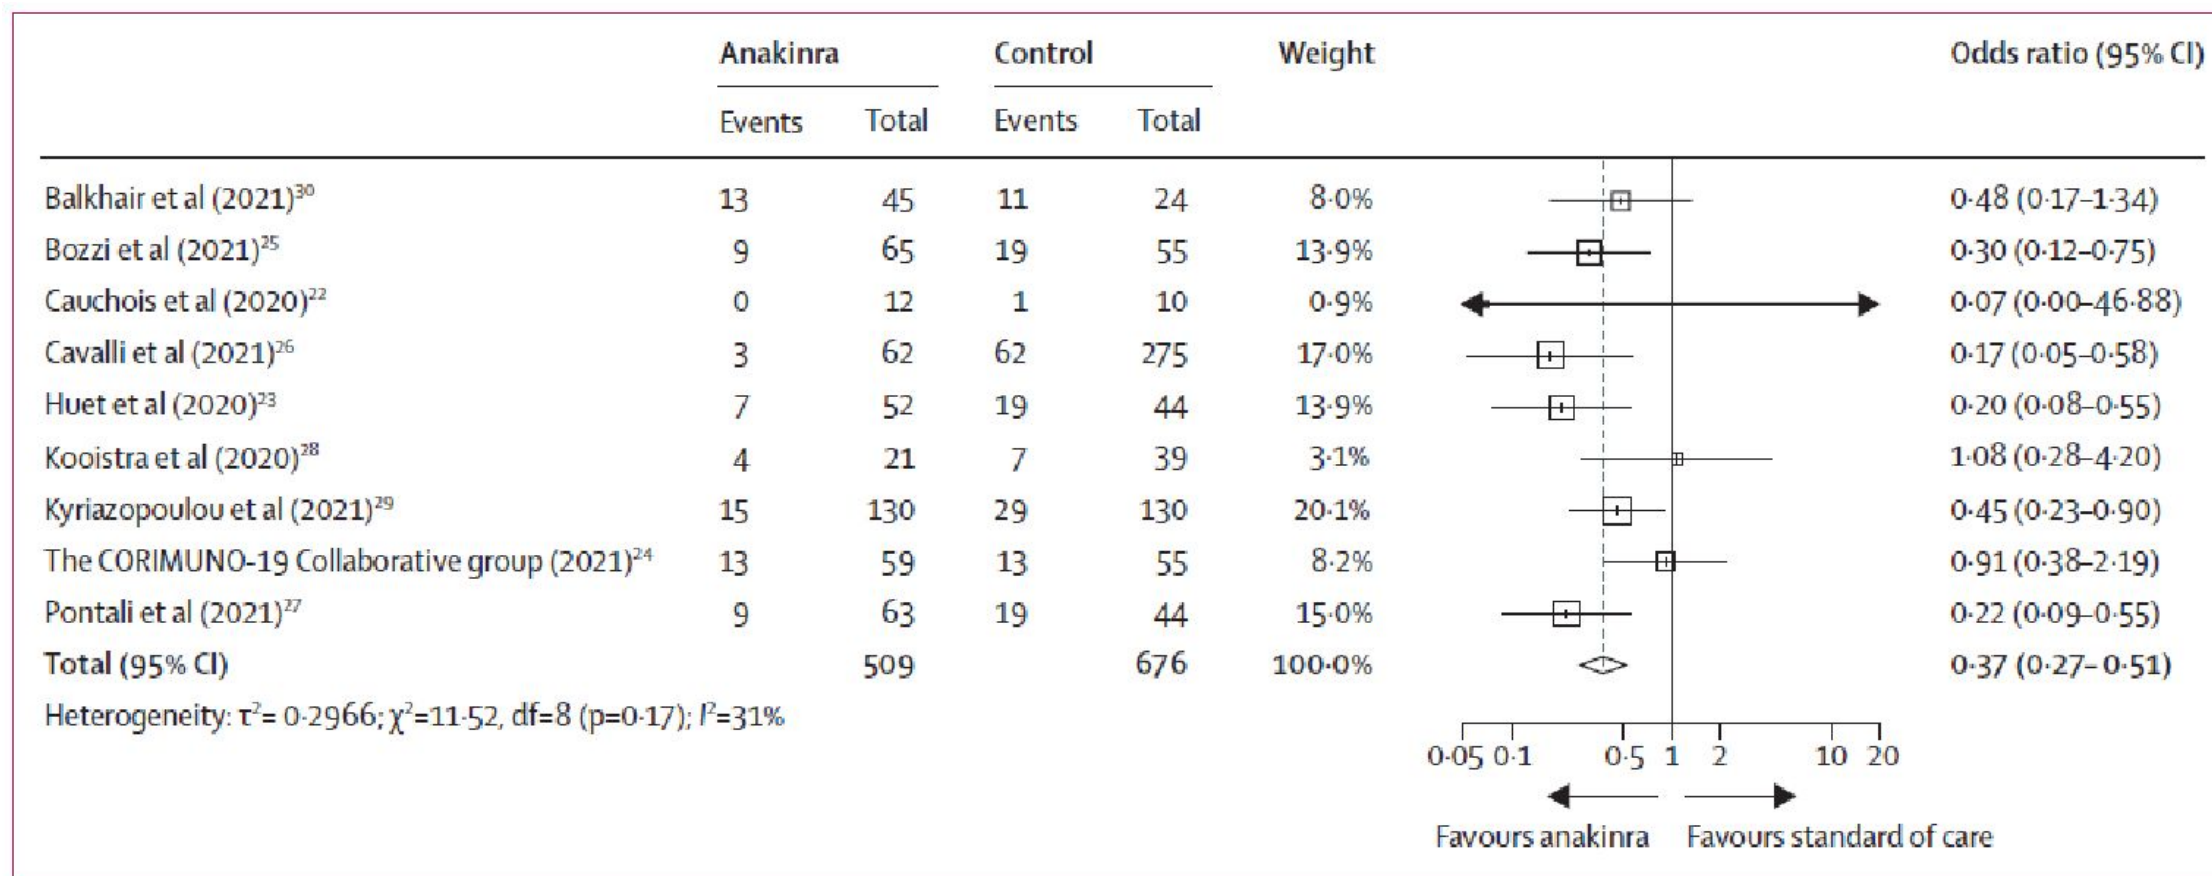 Anakinra Control Weight Odds ratio (95% CI)
Events Total Events Total
Balkhair et al (2021)³⁰ 13 45 11 24 8·0% 0·48 (0·17–1·34)
Bozzi et al (2021)²⁵ 9 65 19 55 13·9% 0·30 (0·12–0·75)
Cauchois et al (2020)²² 0 12 1 10 0·9% 0·07 (0·00–46·88)
Cavalli et al (2021)²⁶ 3 62 62 275 17·0% 0·17 (0·05–0·58)
Huet et al (2020)²³ 7 52 19 44 13·9% 0·20 (0·08–0·55)
Kooistra et al (2020)²⁸ 4 21 7 39 3·1% 1·08 (0·28–4·20)
Kyriazopoulou et al (2021)²⁹ 15 130 29 130 20·1% 0·45 (0·23–0·90)
The CORIMUNO-19 Collaborative group (2021)²⁴ 13 59 13 55 8·2% 0·91 (0·38–2·19)
Pontali et al (2021)²⁷ 9 63 19 44 15·0% 0·22 (0·09–0·55)
Total (95% CI) 509 676 100·0% 0·37 (0·27– 0·51)
Heterogeneity: τ²= 0·2966; χ²=11·52, df=8 (p=0·17); I²=31%
0·05 0·1 0·5 1 2 10 20
Favours anakinra Favours standard of care